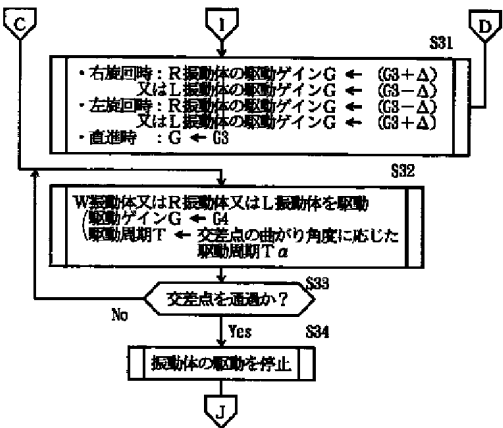 C
I
D
S31
・右旋回時：R振動体の駆動ゲインG ← (G3+Δ)
又はL振動体の駆動ゲインG ← (G3-Δ)
・左旋回時：R振動体の駆動ゲインG ← (G3-Δ)
又はL振動体の駆動ゲインG ← (G3+Δ)
・直進時 ：G ← G3
S32
W振動体又はR振動体又はL振動体を駆動
(駆動ゲインG ← G4
駆動周期T ← 交差点の曲がり角度に応じた
駆動周期Tα
S33
交差点を通過か？
No
Yes
S34
振動体の駆動を停止
J